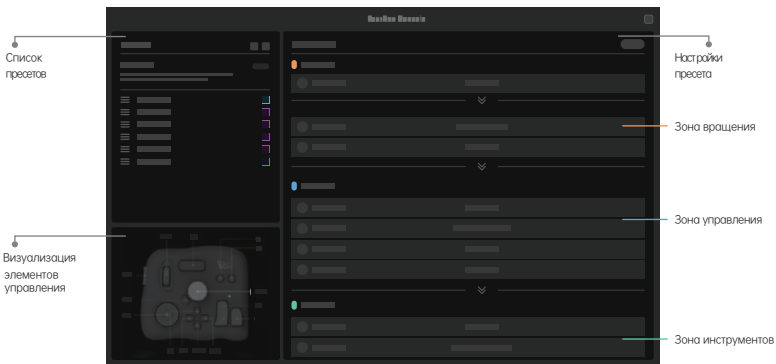 Список
пресетов
Настройки
пресета
Зона вращения
Зона управления
Визуализация
элементов
управления
Зона инструментов